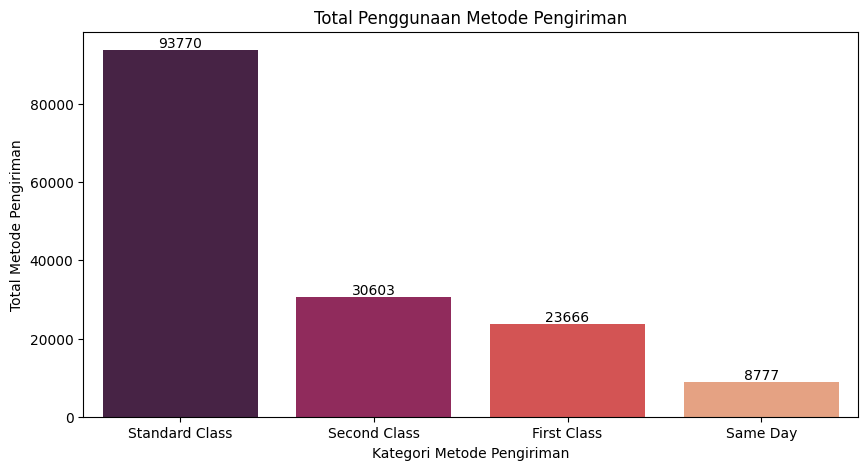 Total Penggunaan Metode Pengiriman
93770
30603
23666
8777
80000
60000
40000
20000
0
Total Metode Pengiriman
Standard Class
Second Class
First Class
Same Day
Kategori Metode Pengiriman